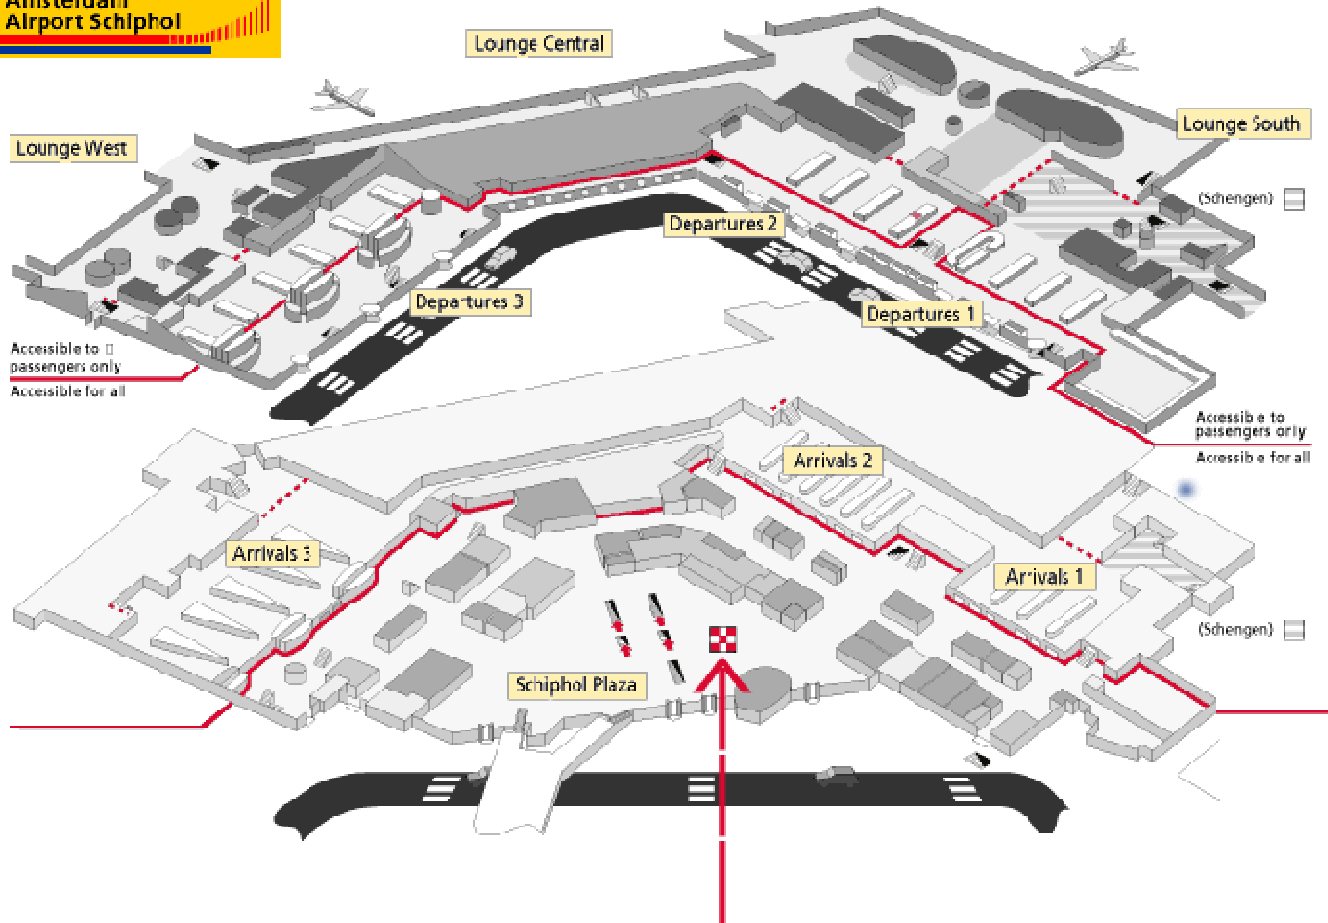 Amsterdam
Airport Schiphol
Lounge Central
Lounge South
Lounge West
(Schengen)
Departures 2
Departures 3
Departures 1
Accessible to
passengers only
Accessible for all
Accessible to
passengers only
Accessible for all
Arrivals 2
Arrivals 3
Arrivals 1
(Schengen)
Schiphol Plaza